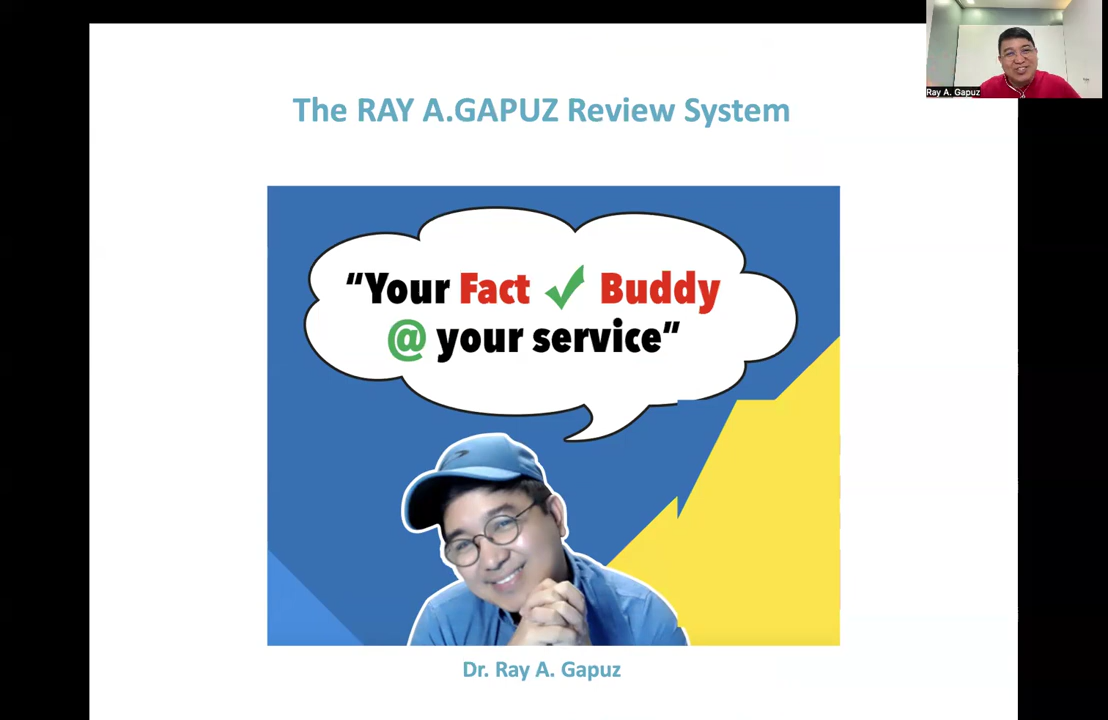 Ray A. Gapuz
The RAY A.GAPUZ Review System
“Your Fact ✓ Buddy
@ your service”
Dr. Ray A. Gapuz